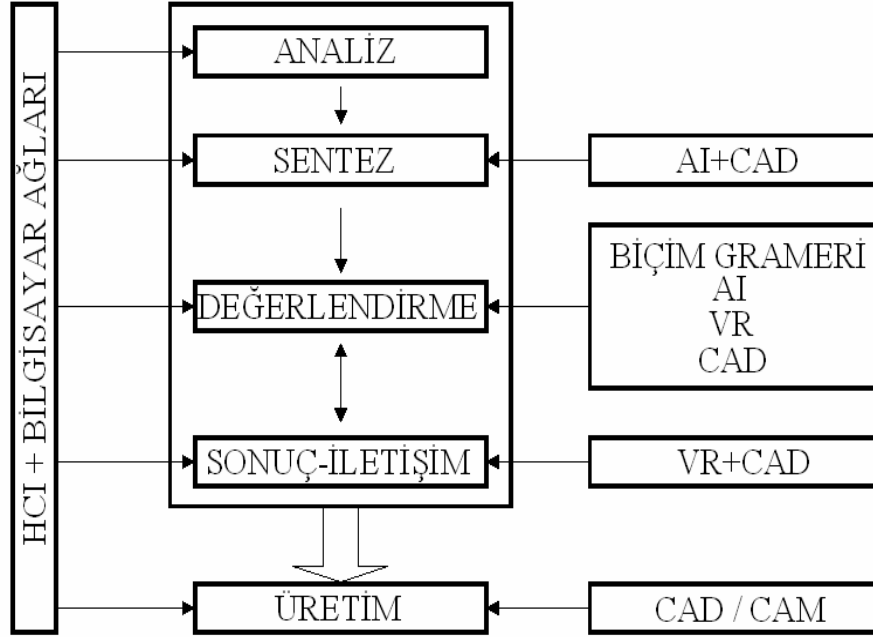 HCI + BİLGİSAYAR AĞLARI
ANALİZ
SENTEZ
AI+CAD
DEĞERLENDİRME
BİÇİM GRAMERİ
AI
VR
CAD
SONUÇ-İLETİŞİM
VR+CAD
ÜRETİM
CAD / CAM